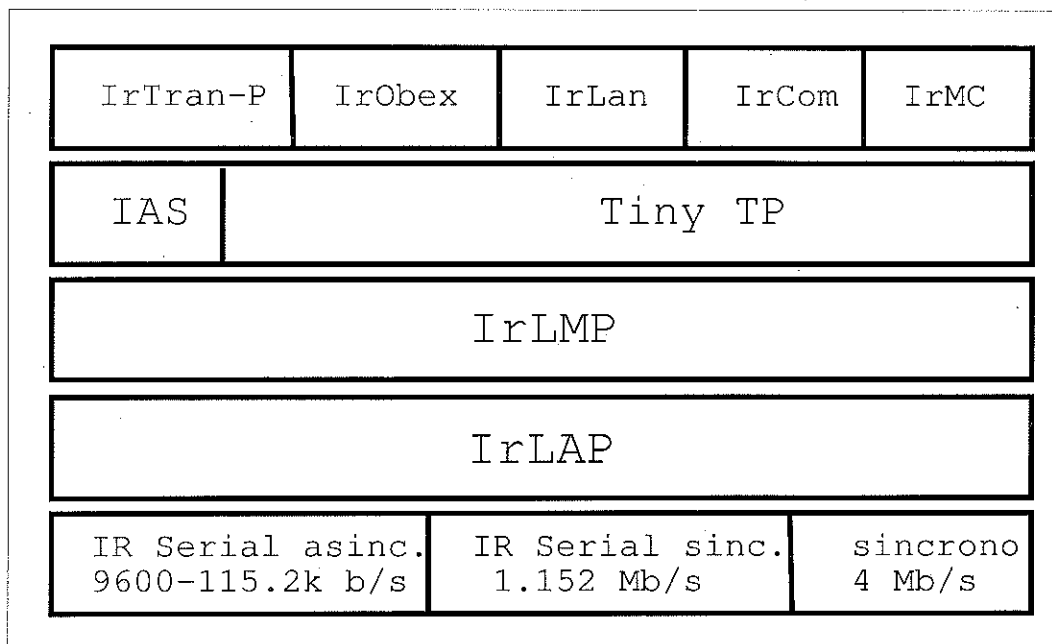 IrTran-P IrObex IrLan IrCom IrMC
IAS Tiny TP
IrLMP
IrLAP
IR Serial asinc. IR Serial sinc. sincrono
9600-115.2k b/s 1.152 Mb/s 4 Mb/s